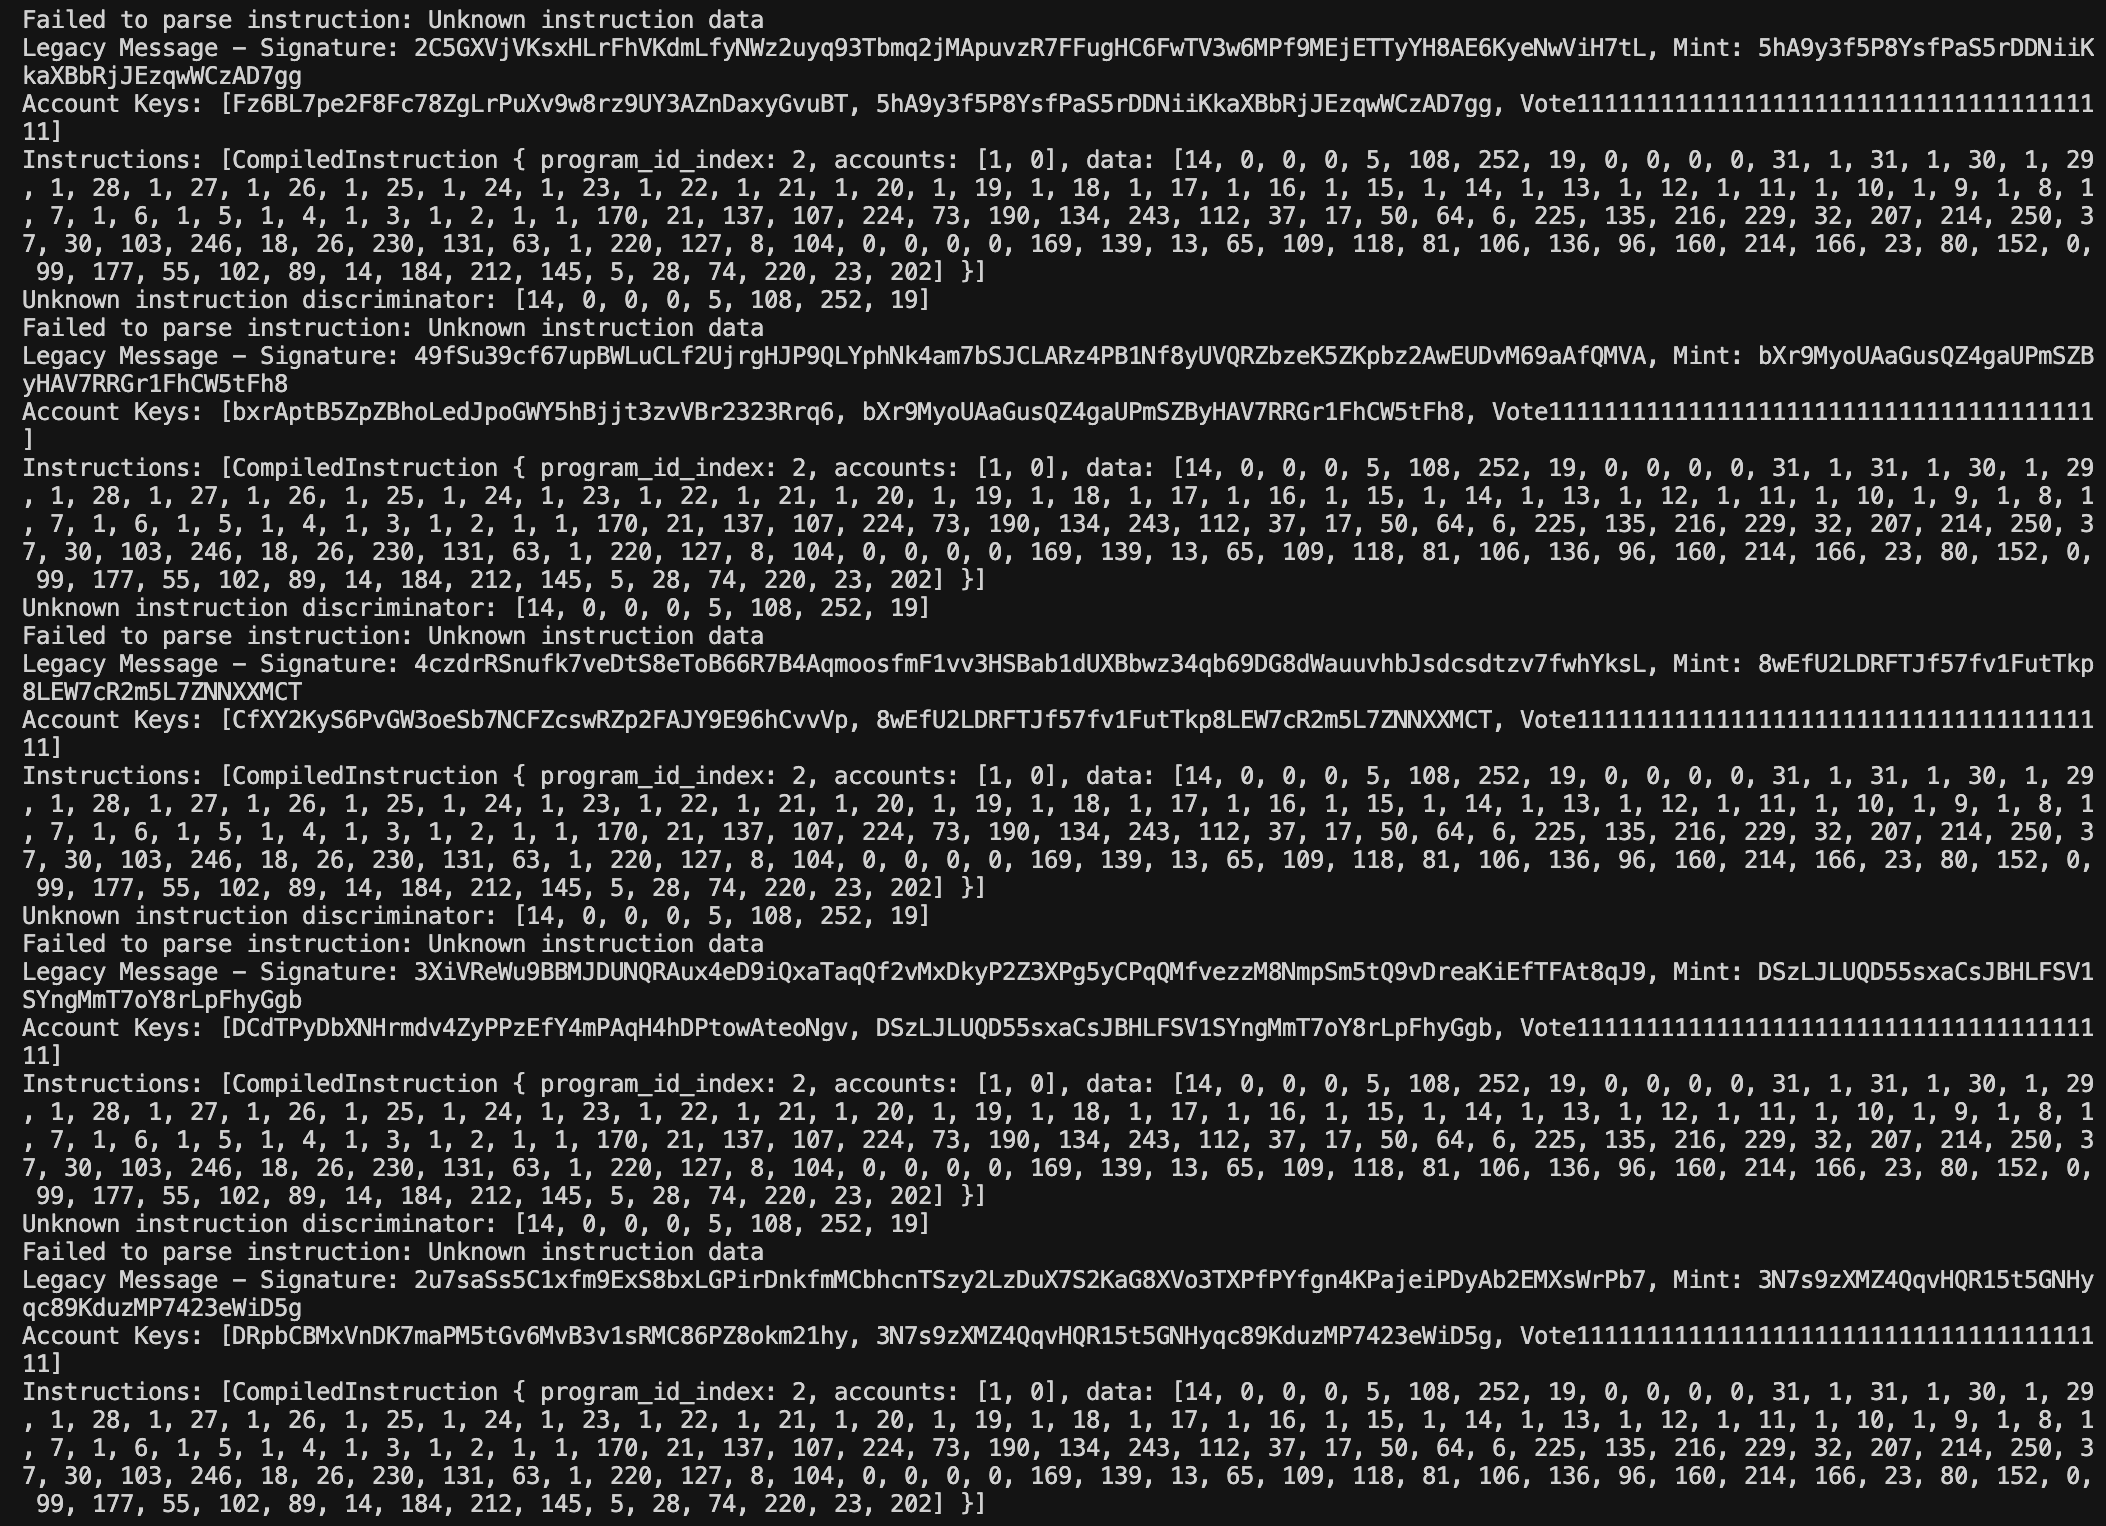 Failed to parse instruction: Unknown instruction data
Legacy Message – Signature: 2C5GXVjVKsxHLrFhVKdmLfyNWz2uyq93Tbmq2jMApuvzR7FFugHC6FwTV3w6MPf9MEjETTyYH8AE6KyeNwViH7tL, Mint: 5hA9y3f5P8YsfPaS5rDDNiiK
kaXBbRjJEzqwWCzAD7gg
Account Keys: [Fz6BL7pe2F8Fc78ZgLrPuXv9w8rz9UY3AZnDaxyGvuBT, 5hA9y3f5P8YsfPaS5rDDNiiKkaXBbRjJEzqwWCzAD7gg, Vote1111111111111111111111111111111111111
11]
Instructions: [CompiledInstruction { program_id_index: 2, accounts: [1, 0], data: [14, 0, 0, 0, 5, 108, 252, 19, 0, 0, 0, 0, 31, 1, 31, 1, 30, 1, 29
, 1, 28, 1, 27, 1, 26, 1, 25, 1, 24, 1, 23, 1, 22, 1, 21, 1, 20, 1, 19, 1, 18, 1, 17, 1, 16, 1, 15, 1, 14, 1, 13, 1, 12, 1, 11, 1, 10, 1, 9, 1, 8, 1
, 7, 1, 6, 1, 5, 1, 4, 1, 3, 1, 2, 1, 1, 170, 21, 137, 107, 224, 73, 190, 134, 243, 112, 37, 17, 50, 64, 6, 225, 135, 216, 229, 32, 207, 214, 250, 3
7, 30, 103, 246, 18, 26, 230, 131, 63, 1, 220, 127, 8, 104, 0, 0, 0, 0, 169, 139, 13, 65, 109, 118, 81, 106, 136, 96, 160, 214, 166, 23, 80, 152, 0,
99, 177, 55, 102, 89, 14, 184, 212, 145, 5, 28, 74, 220, 23, 202] }]
Unknown instruction discriminator: [14, 0, 0, 0, 5, 108, 252, 19]
Failed to parse instruction: Unknown instruction data
Legacy Message – Signature: 49fSu39cf67upBWLuCLf2UjrgHJP9QLYphNk4am7bSJCLARz4PB1Nf8yUVQRZbzeK5ZKpbz2AwEUDvM69aAfQMVA, Mint: bXr9MyoUAaGusQZ4gaUPmSZB
yHAV7RRGr1FhCW5tFh8
Account Keys: [bxrAptB5ZpZBhoLedJpoGWY5hBjjt3zvVBr2323Rrq6, bXr9MyoUAaGusQZ4gaUPmSZByHAV7RRGr1FhCW5tFh8, Vote111111111111111111111111111111111111111
]
Instructions: [CompiledInstruction { program_id_index: 2, accounts: [1, 0], data: [14, 0, 0, 0, 5, 108, 252, 19, 0, 0, 0, 0, 31, 1, 31, 1, 30, 1, 29
, 1, 28, 1, 27, 1, 26, 1, 25, 1, 24, 1, 23, 1, 22, 1, 21, 1, 20, 1, 19, 1, 18, 1, 17, 1, 16, 1, 15, 1, 14, 1, 13, 1, 12, 1, 11, 1, 10, 1, 9, 1, 8, 1
, 7, 1, 6, 1, 5, 1, 4, 1, 3, 1, 2, 1, 1, 170, 21, 137, 107, 224, 73, 190, 134, 243, 112, 37, 17, 50, 64, 6, 225, 135, 216, 229, 32, 207, 214, 250, 3
7, 30, 103, 246, 18, 26, 230, 131, 63, 1, 220, 127, 8, 104, 0, 0, 0, 0, 169, 139, 13, 65, 109, 118, 81, 106, 136, 96, 160, 214, 166, 23, 80, 152, 0,
99, 177, 55, 102, 89, 14, 184, 212, 145, 5, 28, 74, 220, 23, 202] }]
Unknown instruction discriminator: [14, 0, 0, 0, 5, 108, 252, 19]
Failed to parse instruction: Unknown instruction data
Legacy Message – Signature: 4czdrRSnufk7veDtS8eToB66R7B4AqmoosfmF1vv3HSBab1dUXBbwz34qb69DG8dWauuvhbJsdcsdtzv7fwhYksL, Mint: 8wEfU2LDRFTJf57fv1FutTkp
8LEW7cR2m5L7ZNNXXMCT
Account Keys: [CfXY2KyS6PvGW3oeSb7NCFZcswRZp2FAJY9E96hCvvVp, 8wEfU2LDRFTJf57fv1FutTkp8LEW7cR2m5L7ZNNXXMCT, Vote1111111111111111111111111111111111111
11]
Instructions: [CompiledInstruction { program_id_index: 2, accounts: [1, 0], data: [14, 0, 0, 0, 5, 108, 252, 19, 0, 0, 0, 0, 31, 1, 31, 1, 30, 1, 29
, 1, 28, 1, 27, 1, 26, 1, 25, 1, 24, 1, 23, 1, 22, 1, 21, 1, 20, 1, 19, 1, 18, 1, 17, 1, 16, 1, 15, 1, 14, 1, 13, 1, 12, 1, 11, 1, 10, 1, 9, 1, 8, 1
, 7, 1, 6, 1, 5, 1, 4, 1, 3, 1, 2, 1, 1, 170, 21, 137, 107, 224, 73, 190, 134, 243, 112, 37, 17, 50, 64, 6, 225, 135, 216, 229, 32, 207, 214, 250, 3
7, 30, 103, 246, 18, 26, 230, 131, 63, 1, 220, 127, 8, 104, 0, 0, 0, 0, 169, 139, 13, 65, 109, 118, 81, 106, 136, 96, 160, 214, 166, 23, 80, 152, 0,
99, 177, 55, 102, 89, 14, 184, 212, 145, 5, 28, 74, 220, 23, 202] }]
Unknown instruction discriminator: [14, 0, 0, 0, 5, 108, 252, 19]
Failed to parse instruction: Unknown instruction data
Legacy Message – Signature: 3XiVReWu9BBMJDUNQRAux4eD9iQxaTaqQf2vMxDkyP2Z3XPg5yCPqQMfvezzM8NmpSm5tQ9vDreaKiEfTFAt8qJ9, Mint: DSzLJLUQD55sxaCsJBHLFSV1
SYngMmT7oY8rLpFhyGgb
Account Keys: [DCdTPyDbXNHrmdv4ZyPPzEfY4mPAqH4hDPtowAteoNgv, DSzLJLUQD55sxaCsJBHLFSV1SYngMmT7oY8rLpFhyGgb, Vote1111111111111111111111111111111111111
11]
Instructions: [CompiledInstruction { program_id_index: 2, accounts: [1, 0], data: [14, 0, 0, 0, 5, 108, 252, 19, 0, 0, 0, 0, 31, 1, 31, 1, 30, 1, 29
, 1, 28, 1, 27, 1, 26, 1, 25, 1, 24, 1, 23, 1, 22, 1, 21, 1, 20, 1, 19, 1, 18, 1, 17, 1, 16, 1, 15, 1, 14, 1, 13, 1, 12, 1, 11, 1, 10, 1, 9, 1, 8, 1
, 7, 1, 6, 1, 5, 1, 4, 1, 3, 1, 2, 1, 1, 170, 21, 137, 107, 224, 73, 190, 134, 243, 112, 37, 17, 50, 64, 6, 225, 135, 216, 229, 32, 207, 214, 250, 3
7, 30, 103, 246, 18, 26, 230, 131, 63, 1, 220, 127, 8, 104, 0, 0, 0, 0, 169, 139, 13, 65, 109, 118, 81, 106, 136, 96, 160, 214, 166, 23, 80, 152, 0,
99, 177, 55, 102, 89, 14, 184, 212, 145, 5, 28, 74, 220, 23, 202] }]
Unknown instruction discriminator: [14, 0, 0, 0, 5, 108, 252, 19]
Failed to parse instruction: Unknown instruction data
Legacy Message – Signature: 2u7saSs5C1xfm9ExS8bxLGPirDnkfmMCbhcnTSzy2LzDuX7S2KaG8XVo3TXPfPYfgn4KPajeiPDyAb2EMXsWrPb7, Mint: 3N7s9zXMZ4QqvHQR15t5GNHy
qc89KduzMP7423eWiD5g
Account Keys: [DRpbCBMxVnDK7maPM5tGv6MvB3v1sRMC86PZ8okm21hy, 3N7s9zXMZ4QqvHQR15t5GNHyqc89KduzMP7423eWiD5g, Vote1111111111111111111111111111111111111
11]
Instructions: [CompiledInstruction { program_id_index: 2, accounts: [1, 0], data: [14, 0, 0, 0, 5, 108, 252, 19, 0, 0, 0, 0, 31, 1, 31, 1, 30, 1, 29
, 1, 28, 1, 27, 1, 26, 1, 25, 1, 24, 1, 23, 1, 22, 1, 21, 1, 20, 1, 19, 1, 18, 1, 17, 1, 16, 1, 15, 1, 14, 1, 13, 1, 12, 1, 11, 1, 10, 1, 9, 1, 8, 1
, 7, 1, 6, 1, 5, 1, 4, 1, 3, 1, 2, 1, 1, 170, 21, 137, 107, 224, 73, 190, 134, 243, 112, 37, 17, 50, 64, 6, 225, 135, 216, 229, 32, 207, 214, 250, 3
7, 30, 103, 246, 18, 26, 230, 131, 63, 1, 220, 127, 8, 104, 0, 0, 0, 0, 169, 139, 13, 65, 109, 118, 81, 106, 136, 96, 160, 214, 166, 23, 80, 152, 0,
99, 177, 55, 102, 89, 14, 184, 212, 145, 5, 28, 74, 220, 23, 202] }]